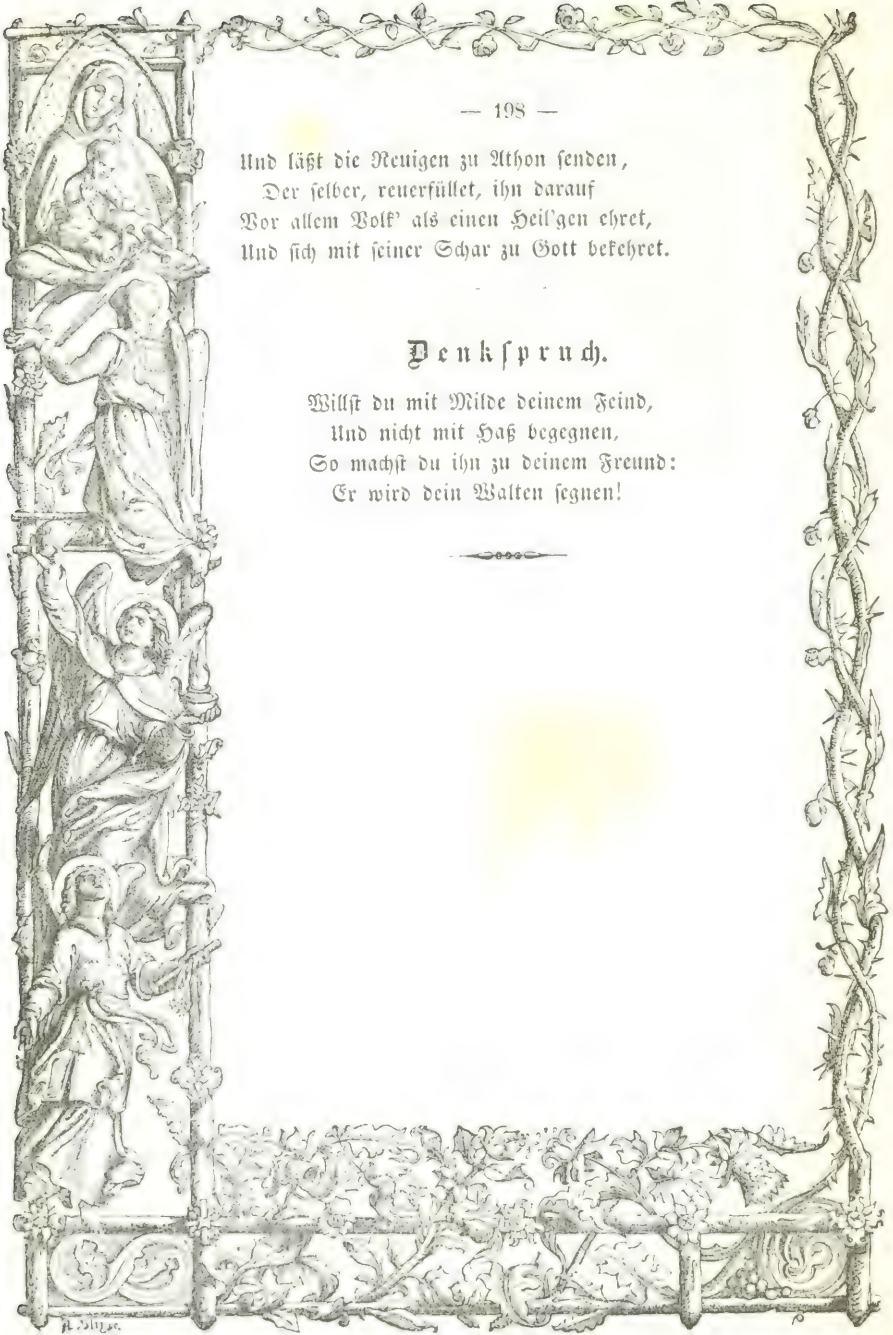 — 198 —
Und läßt die Reuigen zu Athon senden,
Der selber, reuerfüllet, ihn darauf
Vor allem Volk' als einen Heil'gen ehret,
Und sich mit seiner Schar zu Gott bekehret.
Denkspruch.
Willst du mit Milde deinem Feind,
Und nicht mit Haß begegnen,
So machst du ihn zu deinem Freund:
Er wird dein Walten segnen!